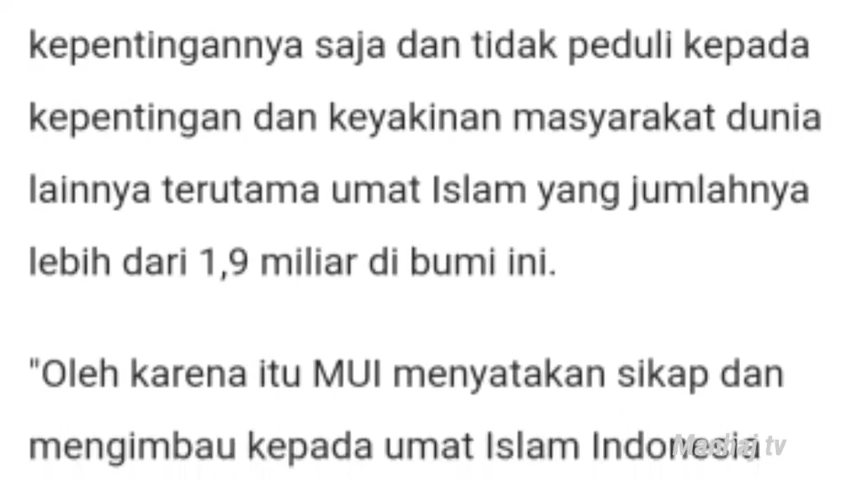 kepentingannya saja dan tidak peduli kepada
kepentingan dan keyakinan masyarakat dunia
lainnya terutama umat Islam yang jumlahnya
lebih dari 1,9 miliar di bumi ini.
"Oleh karena itu MUI menyatakan sikap dan
mengimbau kepada umat Islam Indonesia
tv